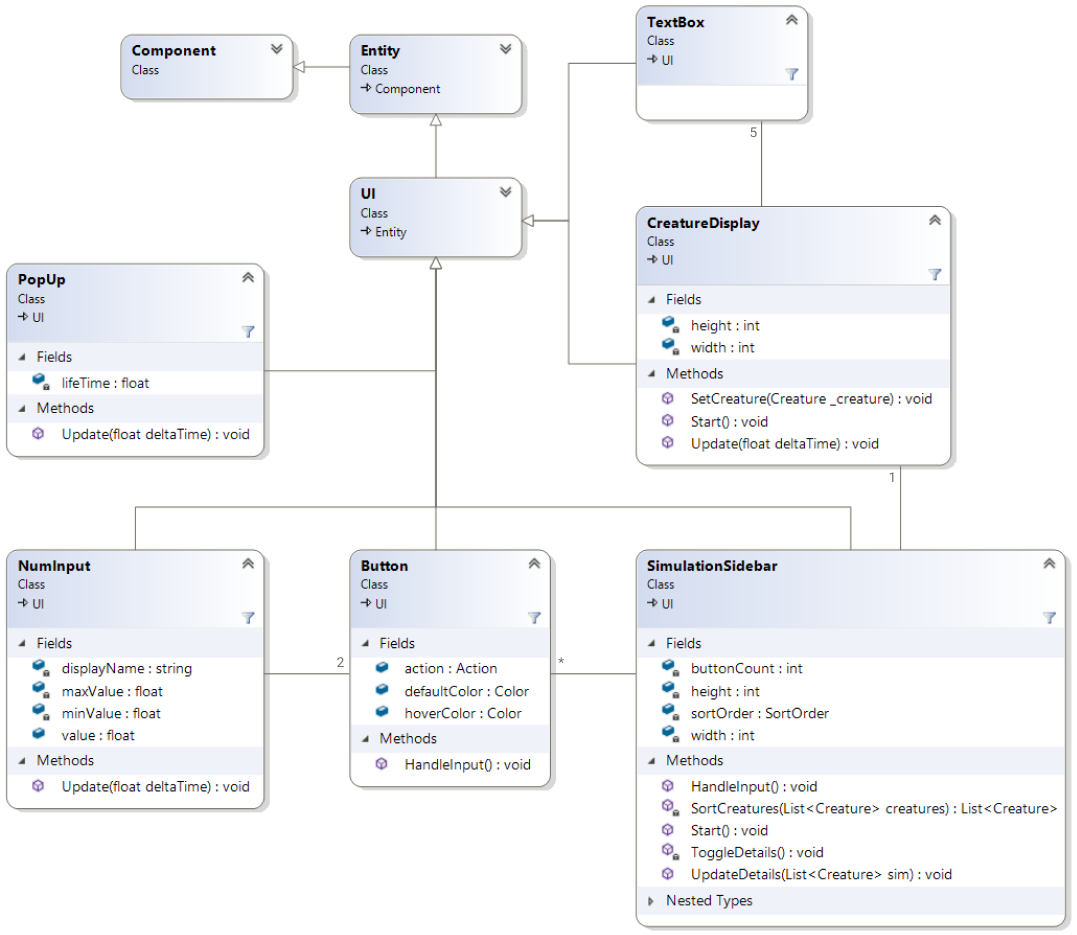 Component
Class
Entity
Class
Component
TextBox
Class
UI
5
UI
Class
Entity
CreatureDisplay
Class
UI
Fields
height : int
width : int
Methods
SetCreature(Creature _creature) : void
Start() : void
Update(float deltaTime) : void
1
PopUp
Class
UI
Fields
lifeTime : float
Methods
Update(float deltaTime) : void
NumInput
Class
UI
Fields
displayName : string
maxValue : float
minValue : float
value : float
Methods
Update(float deltaTime) : void
2
Button
Class
UI
Fields
action : Action
defaultColor : Color
hoverColor : Color
Methods
HandleInput() : void
*
SimulationSidebar
Class
UI
Fields
buttonCount : int
height : int
sortOrder : SortOrder
width : int
Methods
HandleInput() : void
SortCreatures(List<Creature> creatures) : List<Creature>
Start() : void
ToggleDetails() : void
UpdateDetails(List<Creature> sim) : void
Nested Types